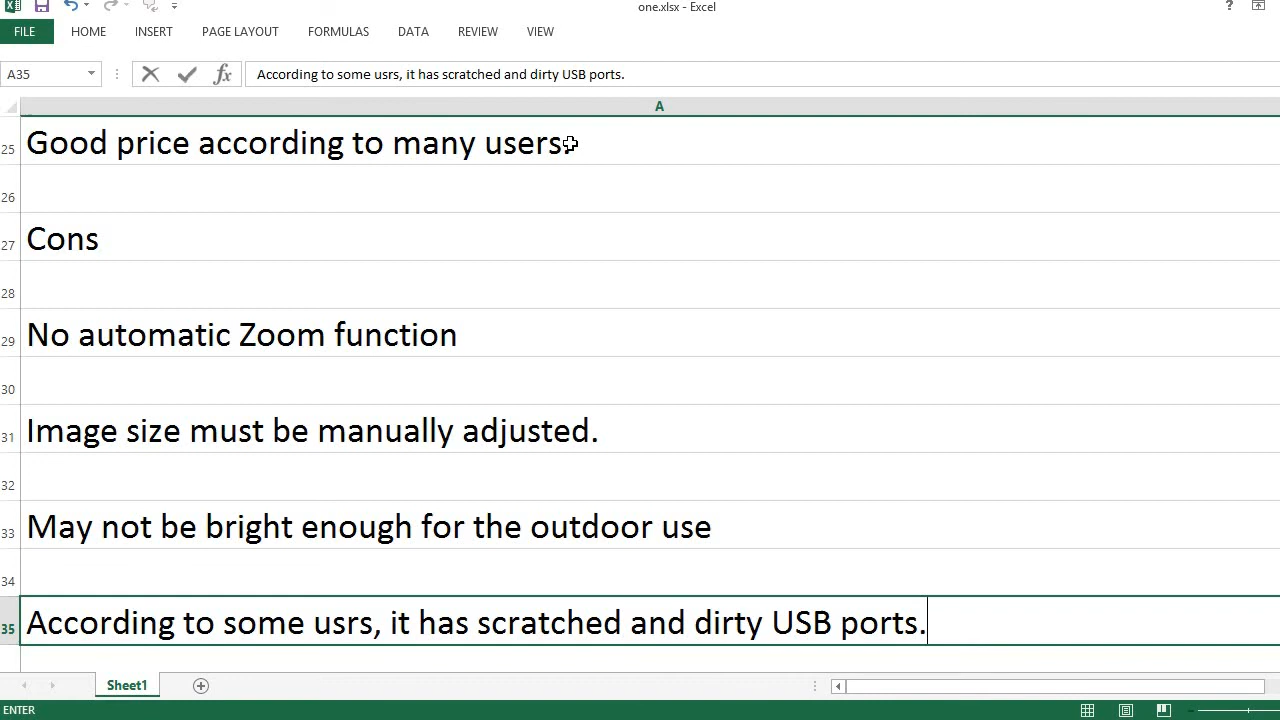 one.xlsx - Excel
?
FILE HOME INSERT PAGE LAYOUT FORMULAS DATA REVIEW VIEW
A35 fx According to some usrs, it has scratched and dirty USB ports.
A
25 Good price according to many users.
26
27 Cons
28
29 No automatic Zoom function
30
31 Image size must be manually adjusted.
32
33 May not be bright enough for the outdoor use
34
35 According to some usrs, it has scratched and dirty USB ports.
Sheet1
ENTER